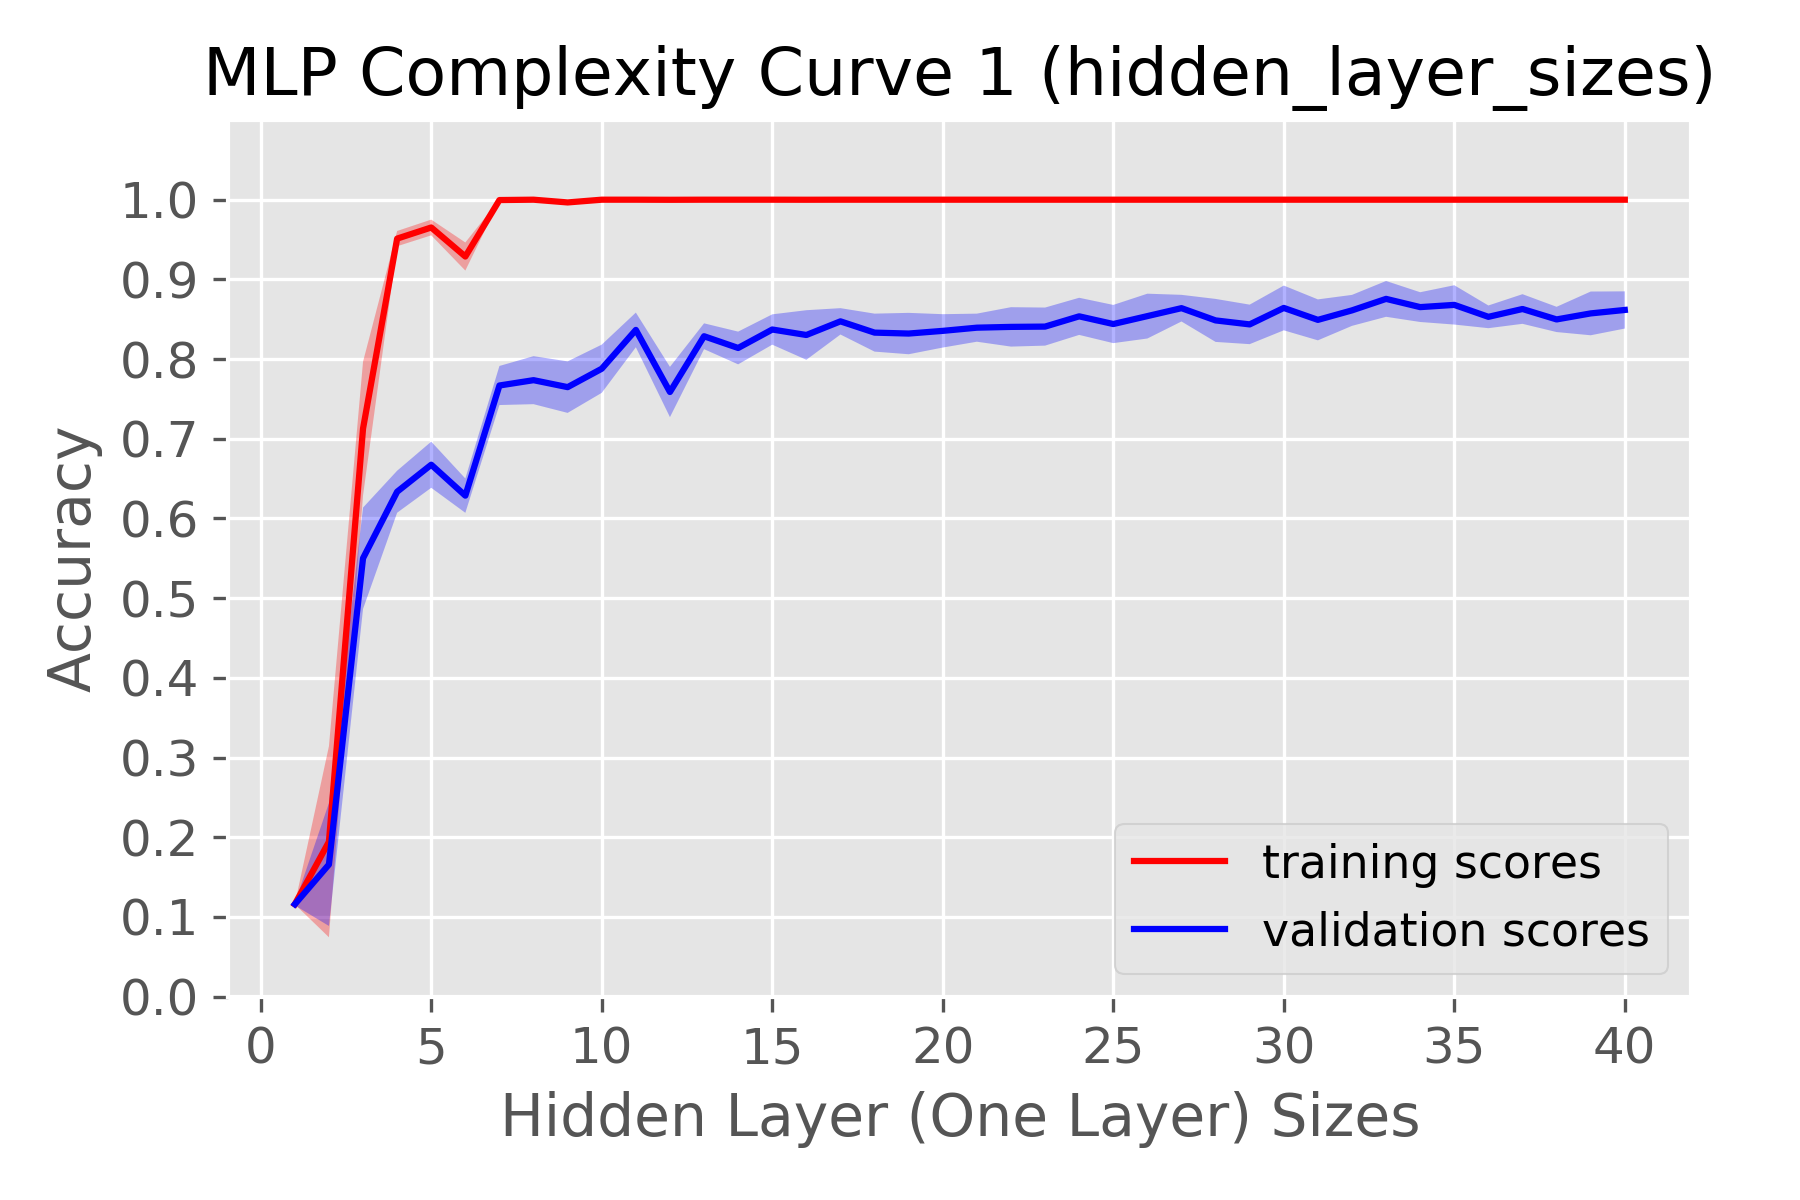 MLP Complexity Curve 1 (hidden_layer_sizes)
1.0
0.9
0.8
0.7
0.6
0.5
0.4
0.3
0.2
0.1
0.0
Accuracy
training scores
validation scores
0 5 10 15 20 25 30 35 40
Hidden Layer (One Layer) Sizes